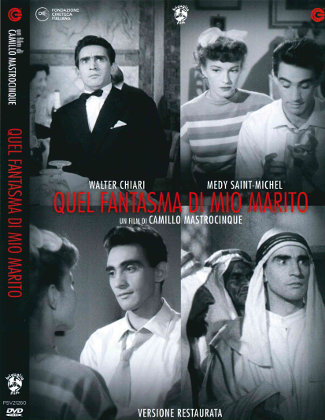 un film di
CAMILLO MASTROCINQUE
QUEL FANTASMA DI MIO MARITO
PSV21260
DVD
FONDAZIONE
CINETECA
ITALIANA
WALTER CHIARI
MEDY SAINT-MICHEL
QUEL FANTASMA DI MIO MARITO
UN FILM DI CAMILLO MASTROCINQUE
VERSIONE RESTAURATA